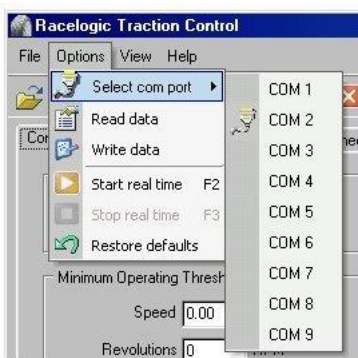 Racelogic Traction Control
File Options View Help
Select com port
Read data
Write data
Start real time F2
Stop real time F3
Restore defaults
COM 1
COM 2
COM 3
COM 4
COM 5
COM 6
COM 7
COM 8
COM 9
Minimum Operating Thresh
Speed 0.00
Revolutions 0